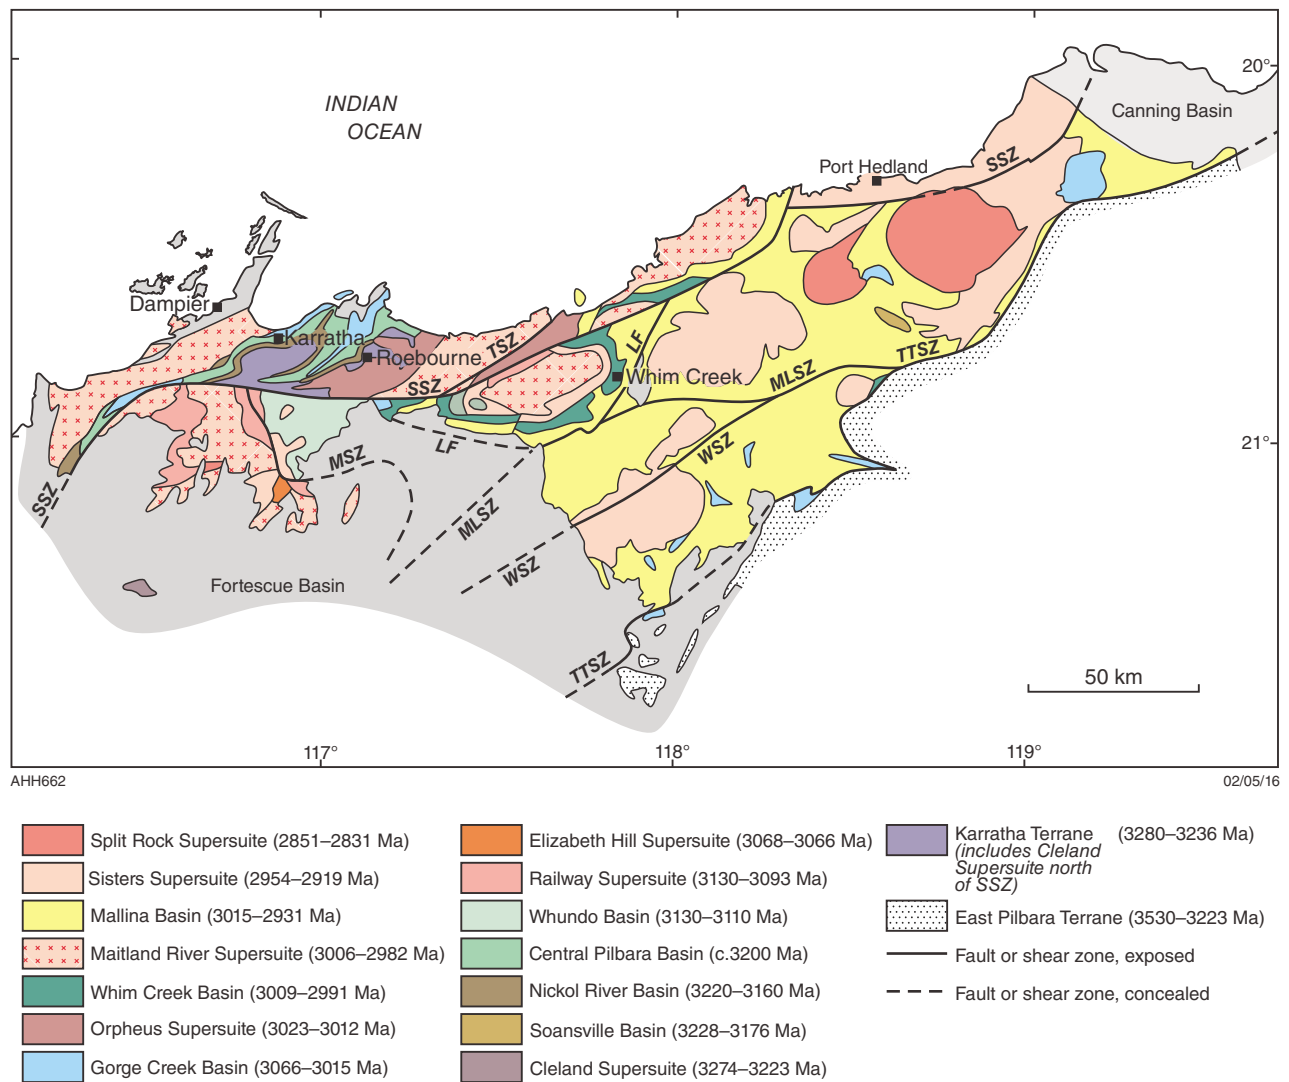 INDIAN
OCEAN
20°
Canning Basin
Port Hedland
SSZ
Dampier
Karratha
Roebourne
TSZ
SSZ
LF
Whim Creek
MLSZ
TTSZ
21°
LF
MSZ
WSZ
SSZ
MLSZ
WSZ
Fortescue Basin
TTSZ
50 km
117°
118°
119°
AHH662
02/05/16
Split Rock Supersuite (2851–2831 Ma)
Sisters Supersuite (2954–2919 Ma)
Mallina Basin (3015–2931 Ma)
Maitland River Supersuite (3006–2982 Ma)
Whim Creek Basin (3009–2991 Ma)
Orpheus Supersuite (3023–3012 Ma)
Gorge Creek Basin (3066–3015 Ma)
Elizabeth Hill Supersuite (3068–3066 Ma)
Railway Supersuite (3130–3093 Ma)
Whundo Basin (3130–3110 Ma)
Central Pilbara Basin (c.3200 Ma)
Nickol River Basin (3220–3160 Ma)
Soansville Basin (3228–3176 Ma)
Cleland Supersuite (3274–3223 Ma)
Karratha Terrane (3280–3236 Ma)
(includes Cleland
Supersuite north
of SSZ)
East Pilbara Terrane (3530–3223 Ma)
Fault or shear zone, exposed
Fault or shear zone, concealed